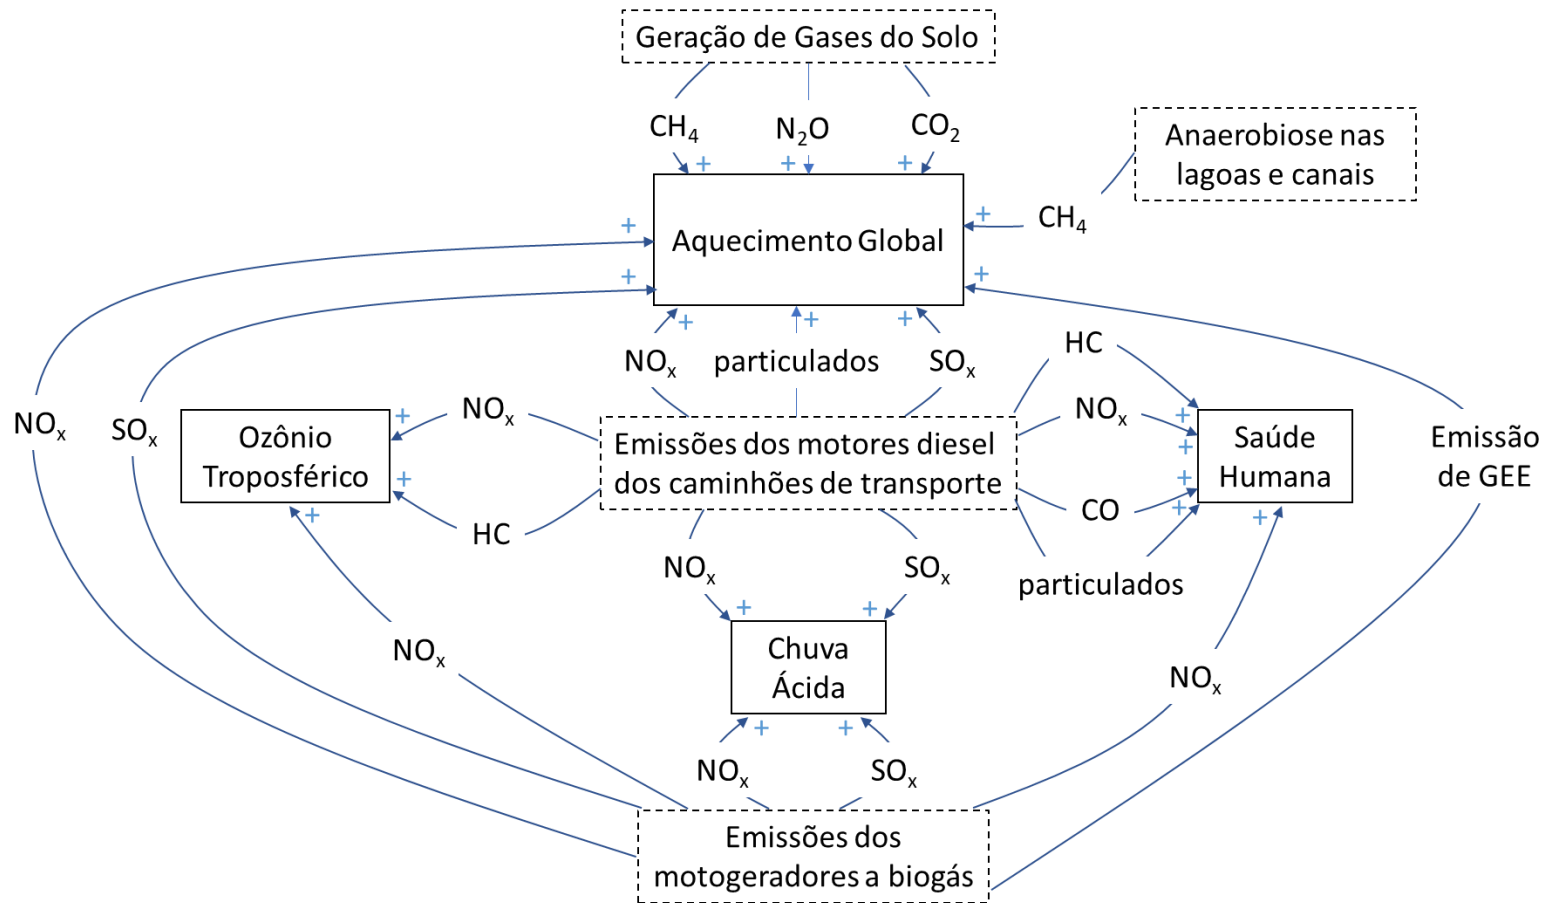 Geração de Gases do Solo
CH₄
N₂O
CO₂
Anaerobiose nas
lagoas e canais
+
+
+
CH₄
+
Aquecimento Global
+
+
+
+
+
+
NOₓ
particulados
SOₓ
HC
NOₓ
SOₓ
Ozônio
Troposférico
+
+
NOₓ
HC
Emissões dos motores diesel
dos caminhões de transporte
NOₓ
CO
particulados
+
+
+
+
Saúde
Humana
Emissão
de GEE
+
+
NOₓ
SOₓ
+
+
Chuva
Ácida
NOₓ
NOₓ
+
+
NOₓ
SOₓ
Emissões dos
motogeradores a biogás